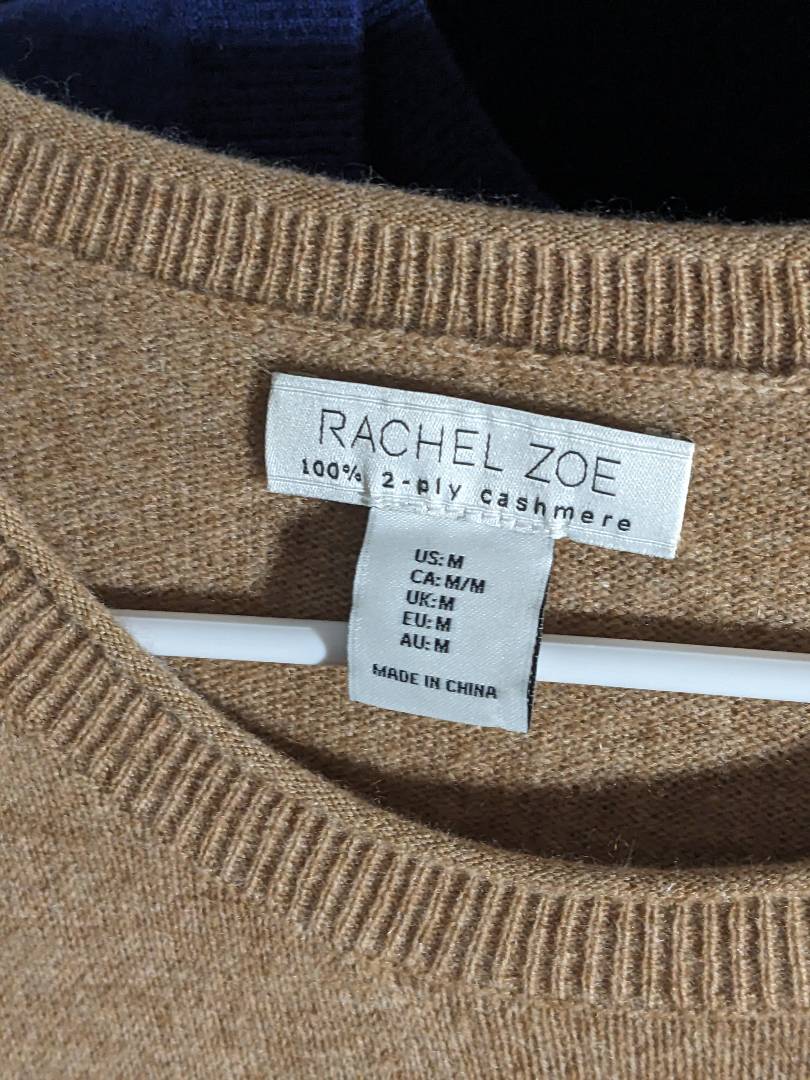 RACHEL ZOE
100% 2-ply cashmere
US: M
CA: M/M
UK: M
EU: M
AU: M
MADE IN CHINA